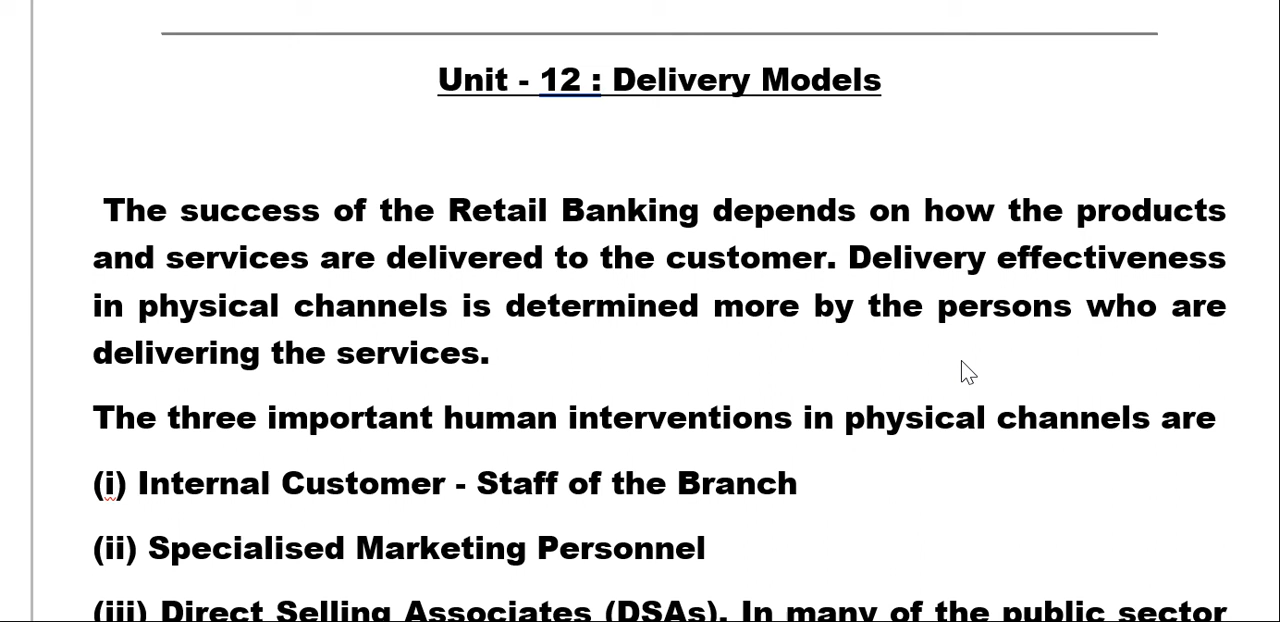 Unit - 12 : Delivery Models
The success of the Retail Banking depends on how the products
and services are delivered to the customer. Delivery effectiveness
in physical channels is determined more by the persons who are
delivering the services.
The three important human interventions in physical channels are
(i) Internal Customer - Staff of the Branch
(ii) Specialised Marketing Personnel
(iii) Direct Selling Associates (DSAs). In many of the public sector